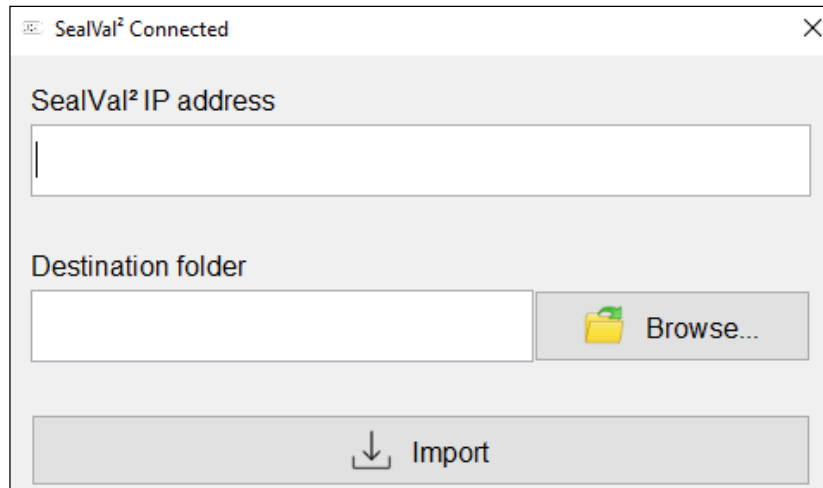 SealVal² Connected
SealVal² IP address
Destination folder
Browse...
Import